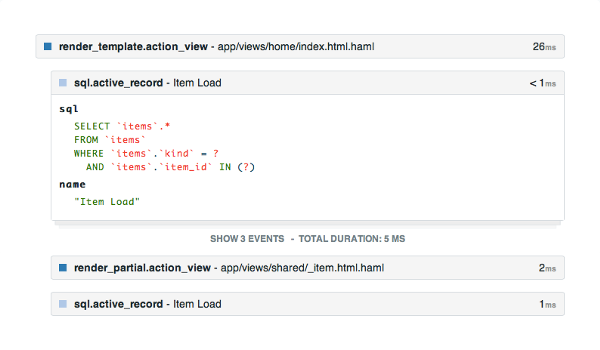 render_template.action_view - app/views/home/index.html.haml 26ms
sql.active_record - Item Load < 1ms
sql
SELECT `items`.*
FROM `items`
WHERE `items`.`kind` = ?
AND `items`.`item_id` IN (?)
name
"Item Load"
SHOW 3 EVENTS - TOTAL DURATION: 5 MS
render_partial.action_view - app/views/shared/_item.html.haml 2ms
sql.active_record - Item Load 1ms